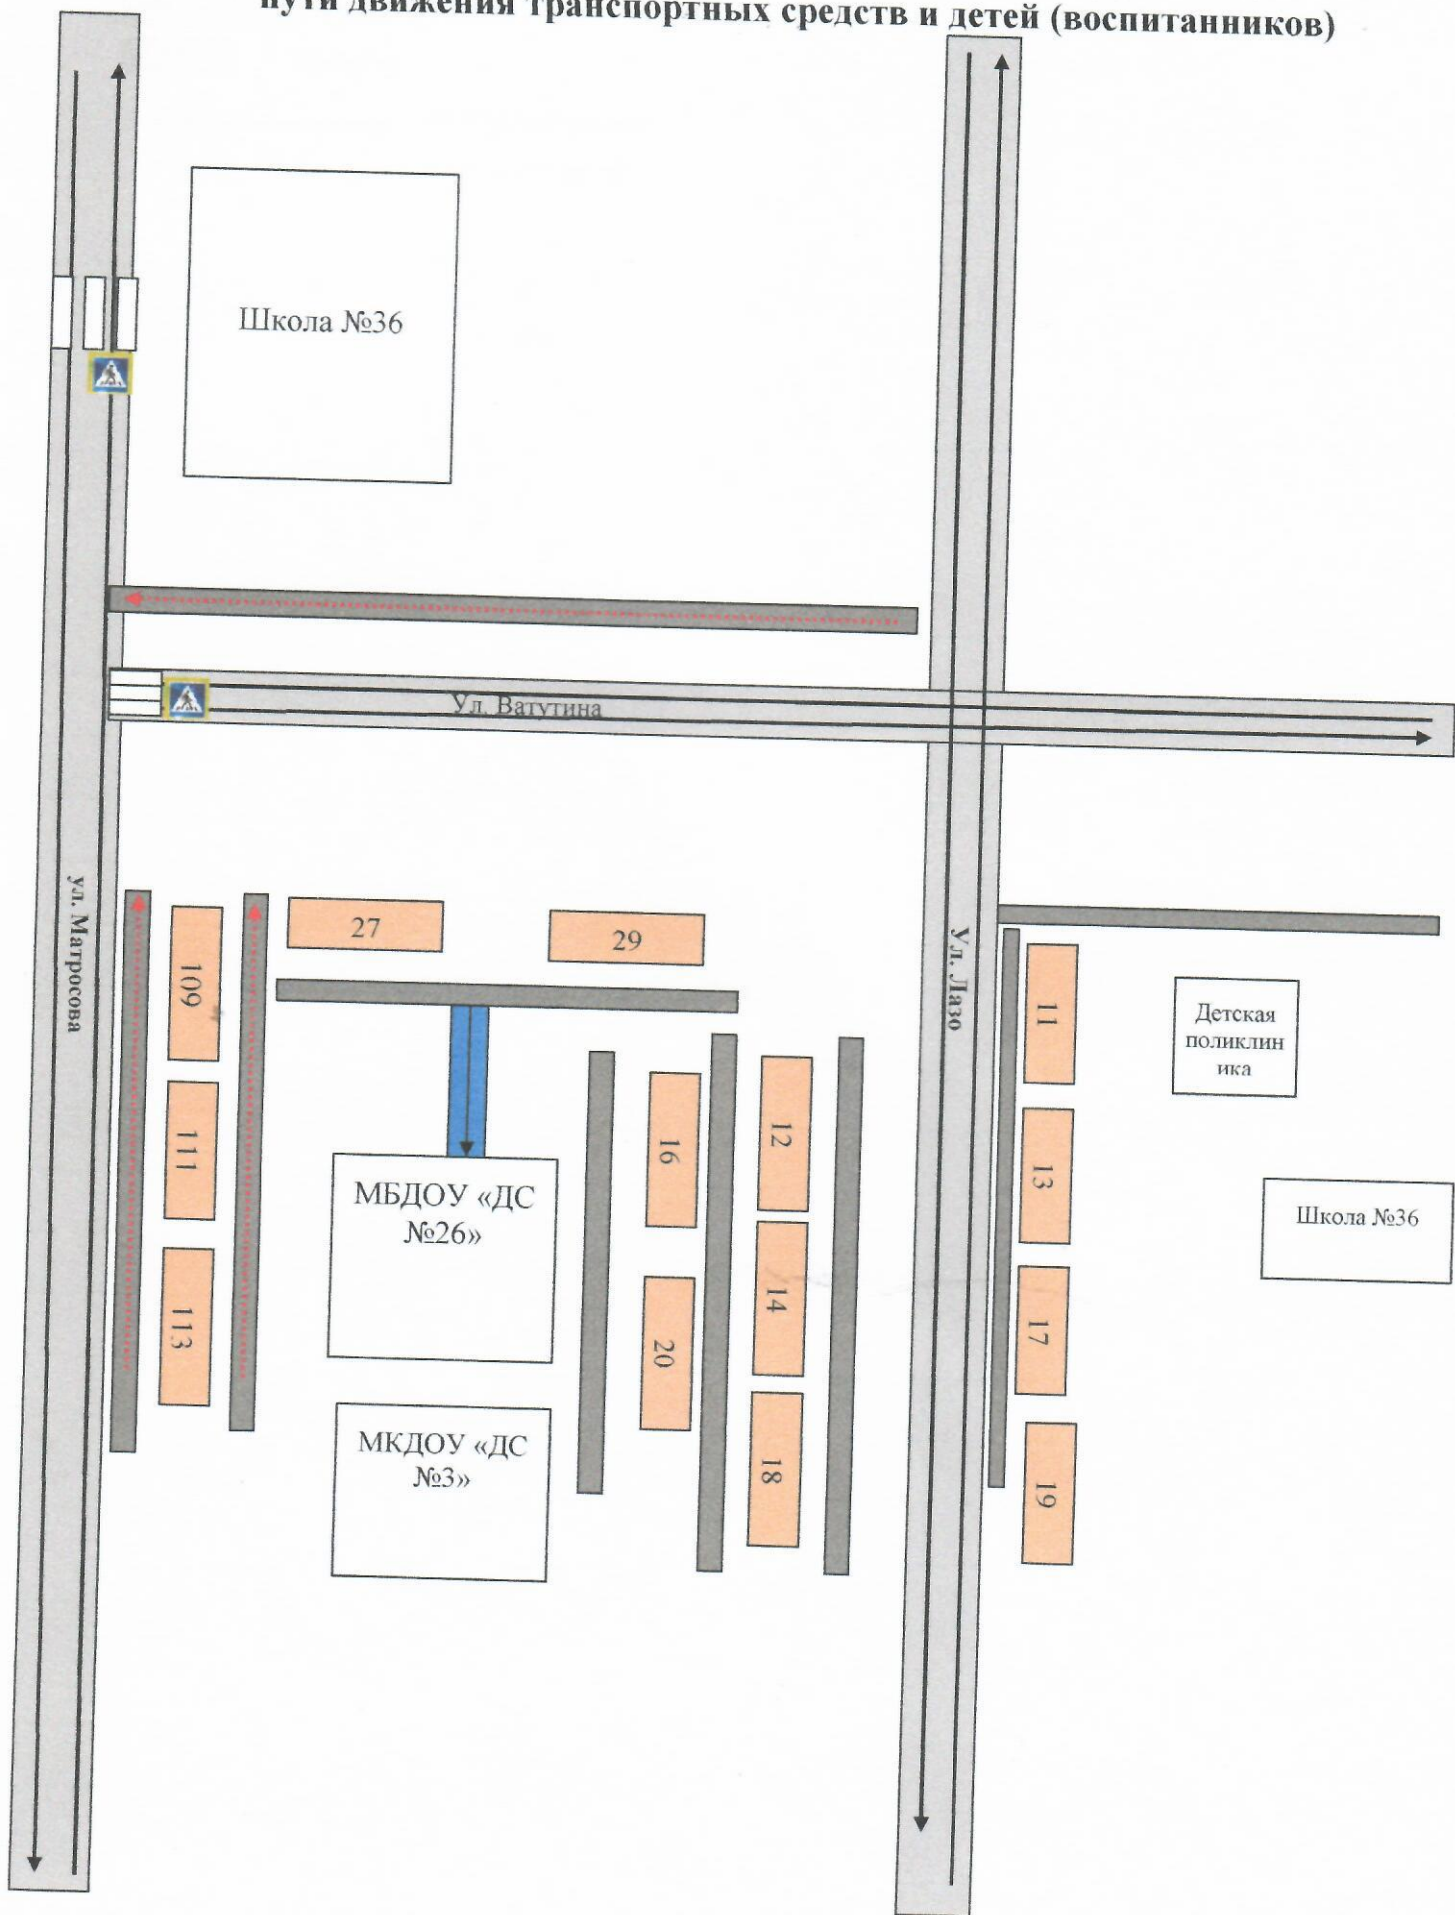 пути движения транспортных средств и детей (воспитанников)
Школа №36
Ул. Ватутина
ул. Матросова
Ул. Лазо
27
29
109
111
113
16
20
12
14
18
11
13
17
19
Детская
поликлин
ика
Школа №36
МБДОУ «ДС
№26»
МКДОУ «ДС
№3»